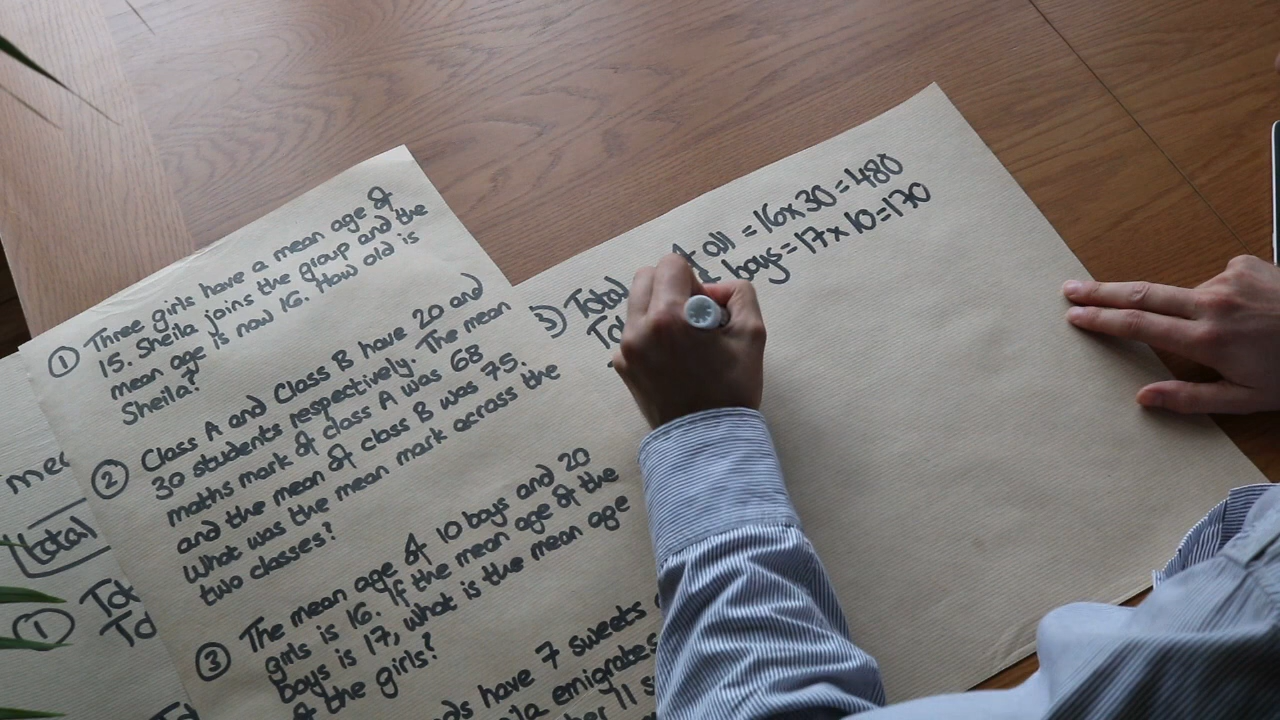 ① Three girls have a mean age of
15. Sheila joins the group and the
mean age is now 16. How old is
Sheila?
② Class A and Class B have 20 and
30 students respectively. The mean
maths mark of class A was 68
and the mean of class B was 75.
What was the mean mark across the
two classes?
③ The mean age of 10 boys and 20
girls is 16. If the mean age of the
boys is 17, what is the mean age
of the girls?
have 7 sweets
emigrates
11
total
①
3) Total of all = 16x30 = 480
boys = 17x10 = 170